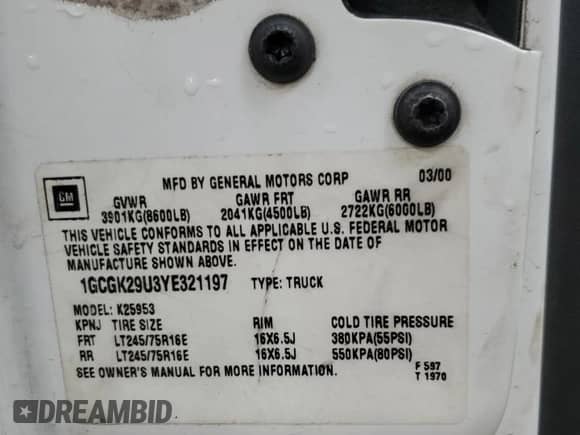 MFD BY GENERAL MOTORS CORP 03/00
GM
GVWR GAWR FRT GAWR RR
3901KG(8600LB) 2041KG(4500LB) 2722KG(6000LB)
THIS VEHICLE CONFORMS TO ALL APPLICABLE U.S. FEDERAL MOTOR
VEHICLE SAFETY STANDARDS IN EFFECT ON THE DATE OF
MANUFACTURE SHOWN ABOVE.
1GCGK29U3YE321197 TYPE: TRUCK
MODEL: K25953
KPNJ TIRE SIZE RIM COLD TIRE PRESSURE
FRT LT245/75R16E 16X6.5J 380KPA(55PSI)
RR LT245/75R16E 16X6.5J 550KPA(80PSI)
SEE OWNER'S MANUAL FOR MORE INFORMATION. F 597
T 1970
DREAMBID